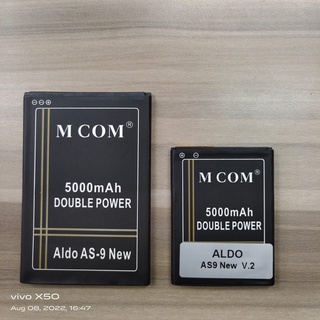 M COM®
5000mAh
DOUBLE POWER
Aldo AS-9 New
M COM®
5000mAh
DOUBLE POWER
ALDO
AS9 New V.2
vivo X50
Aug 08, 2022, 16:47